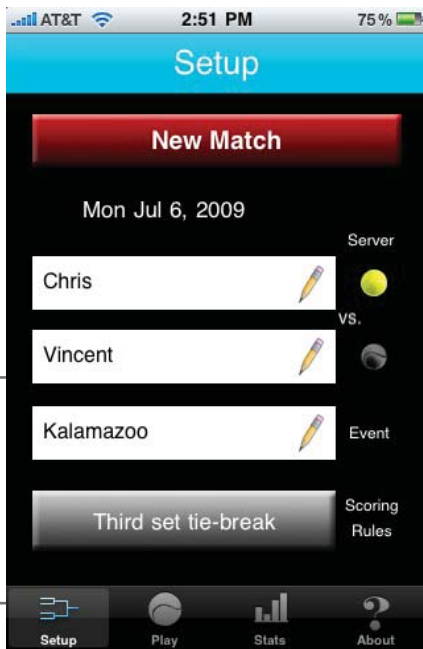 AT&T 2:51 PM 75%
Setup
New Match
Mon Jul 6, 2009
Server
Chris
vs.
Vincent
Kalamazoo Event
Third set tie-break Scoring
Rules
Setup Play Stats About